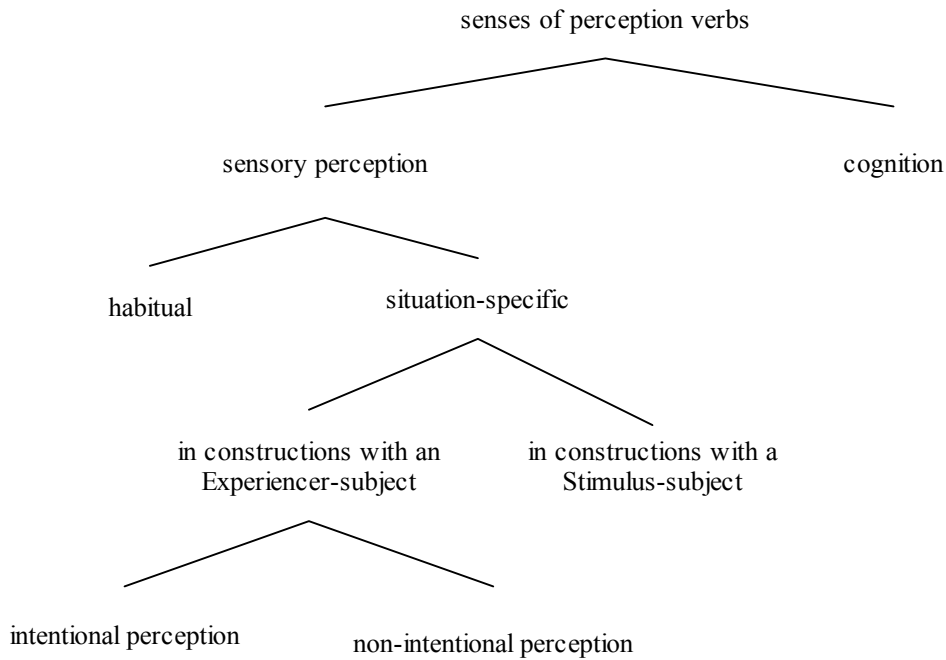 senses of perception verbs
sensory perception
cognition
habitual
situation-specific
in constructions with an
Experiencer-subject
in constructions with a
Stimulus-subject
intentional perception
non-intentional perception